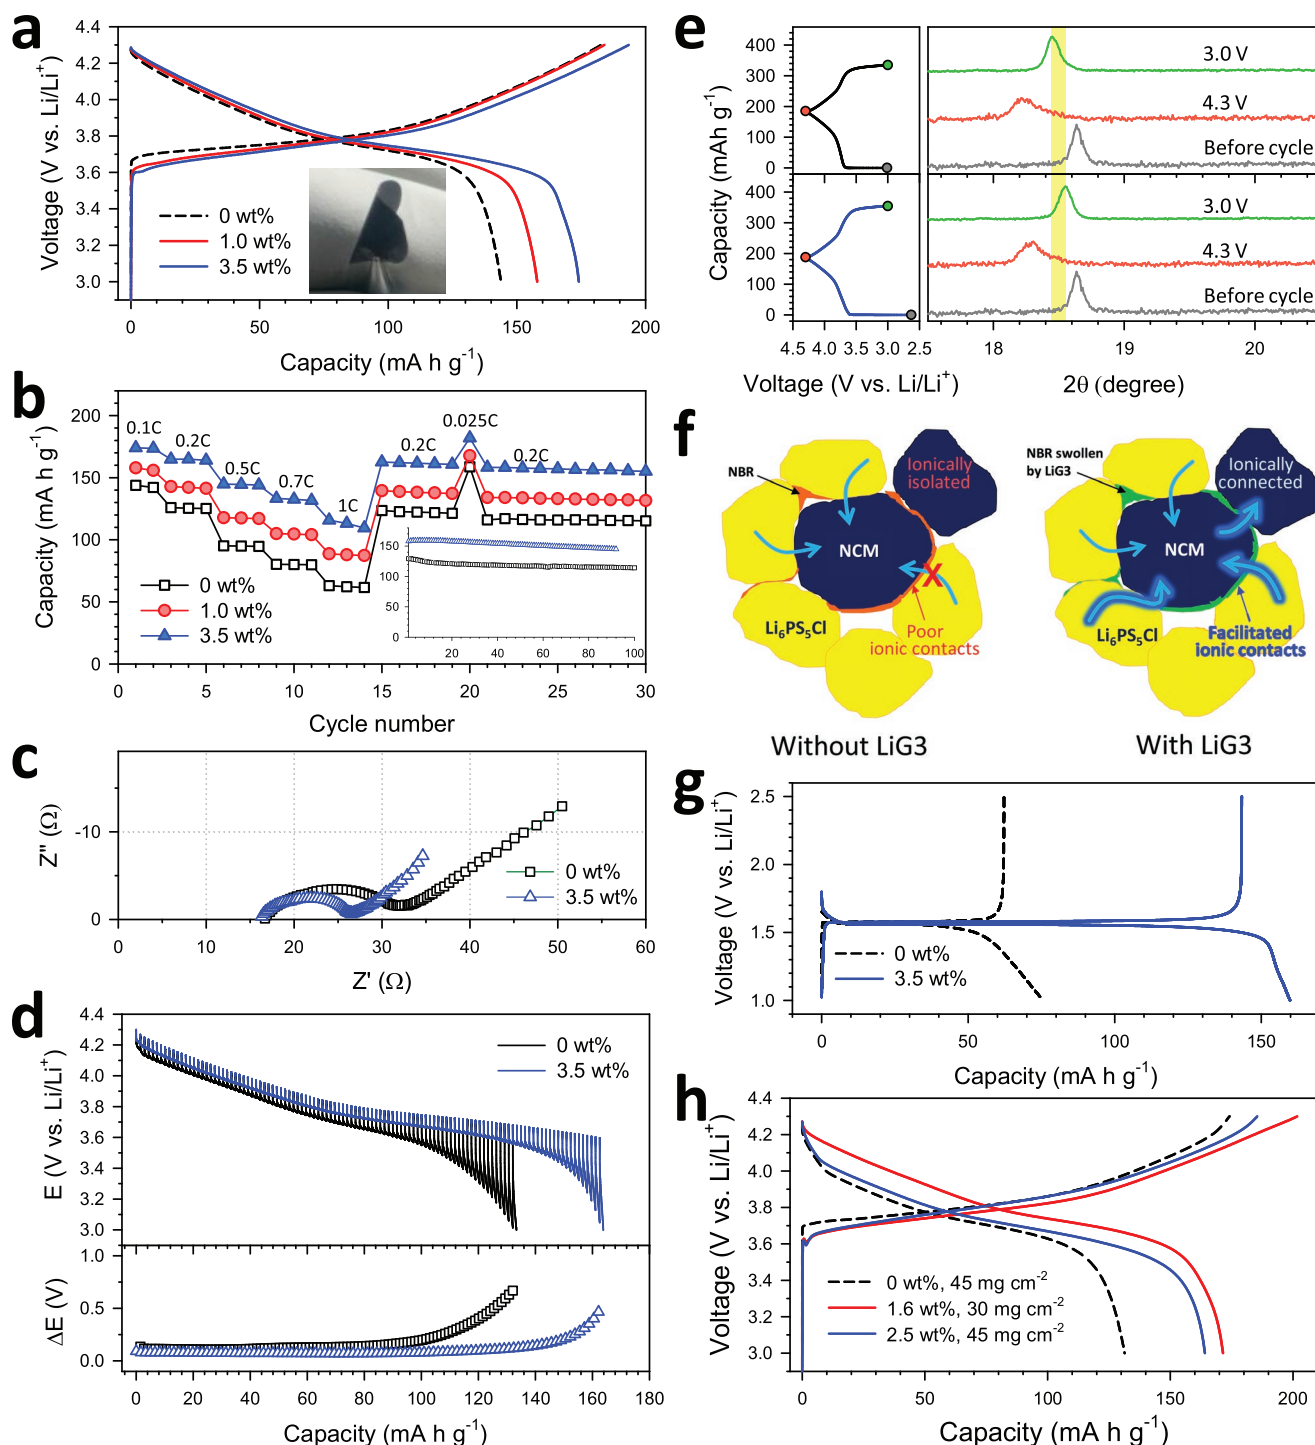 a
4.4
4.2
4.0
3.8
3.6
3.4
3.2
3.0
Voltage (V vs. Li/Li⁺)
0 wt%
1.0 wt%
3.5 wt%
0
50
100
150
200
Capacity (mA h g⁻¹)
b
200
150
100
50
0
Capacity (mA h g⁻¹)
0.1C
0.2C
0.5C
0.7C
1C
0.2C
0.025C
0.2C
0 wt%
1.0 wt%
3.5 wt%
150
100
50
0
20
40
60
80
100
0
5
10
15
20
25
30
Cycle number
c
Z'' (Ω)
-10
0
0 wt%
3.5 wt%
0
10
20
30
40
50
60
Z' (Ω)
d
4.4
4.2
4.0
3.8
3.6
3.4
3.2
3.0
E (V vs. Li/Li⁺)
0 wt%
3.5 wt%
1.0
0.5
0.0
ΔE (V)
0
20
40
60
80
100
120
140
160
180
Capacity (mA h g⁻¹)
e
400
300
200
100
0
400
300
200
100
0
Capacity (mAh g⁻¹)
4.5
4.0
3.5
3.0
2.5
Voltage (V vs. Li/Li⁺)
3.0 V
4.3 V
Before cycle
3.0 V
4.3 V
Before cycle
18
19
20
2θ (degree)
f
NBR
Ionically
isolated
NCM
Li₆PS₅Cl
X
Poor
ionic contacts
Without LiG3
NBR swollen
by LiG3
Ionically
connected
NCM
Li₆PS₅Cl
Facilitated
ionic contacts
With LiG3
g
2.5
2.0
1.5
1.0
Voltage (V vs. Li/Li⁺)
0 wt%
3.5 wt%
0
50
100
150
Capacity (mA h g⁻¹)
h
4.4
4.2
4.0
3.8
3.6
3.4
3.2
3.0
Voltage (V vs. Li/Li⁺)
0 wt%, 45 mg cm⁻²
1.6 wt%, 30 mg cm⁻²
2.5 wt%, 45 mg cm⁻²
0
50
100
150
200
Capacity (mA h g⁻¹)